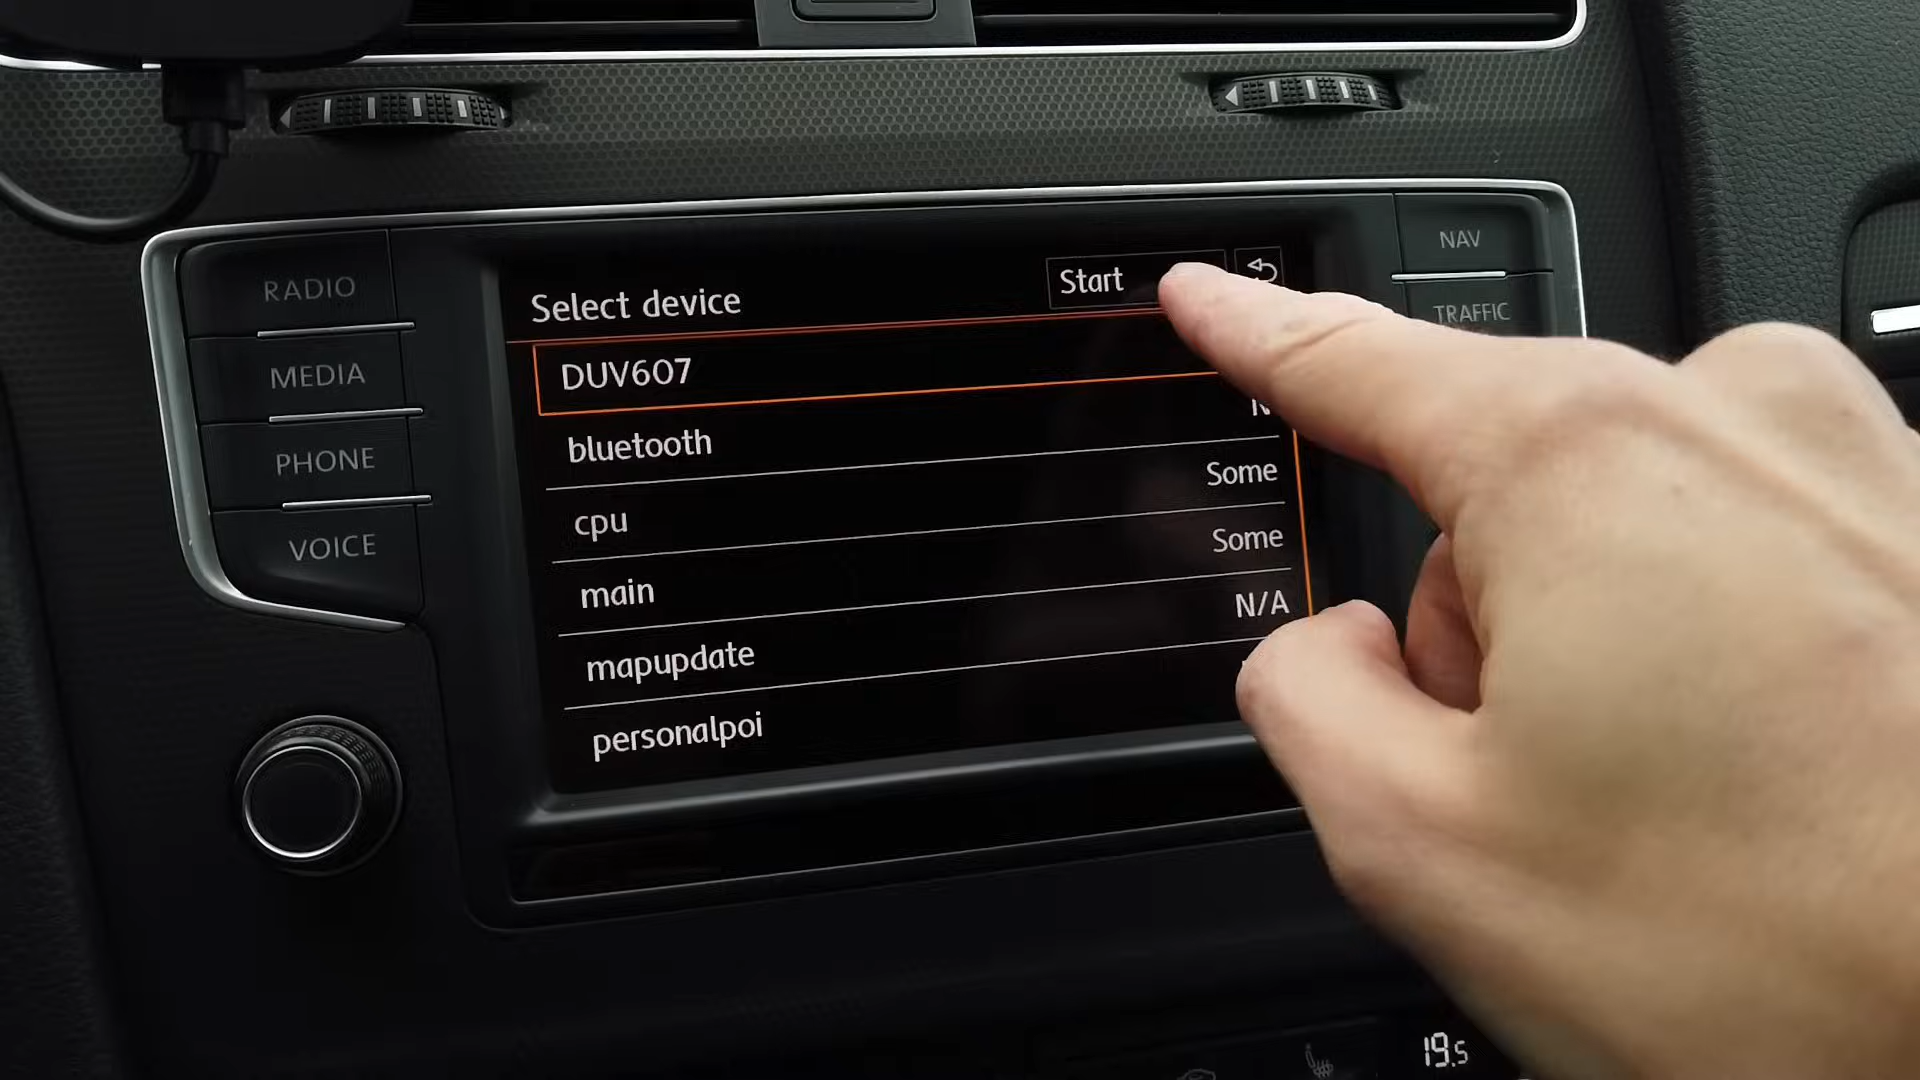 RADIO
MEDIA
PHONE
VOICE
NAV
TRAFFIC
Select device
Start
DUV607
bluetooth
cpu
Some
main
Some
mapupdate
N/A
personalpoi
19.5